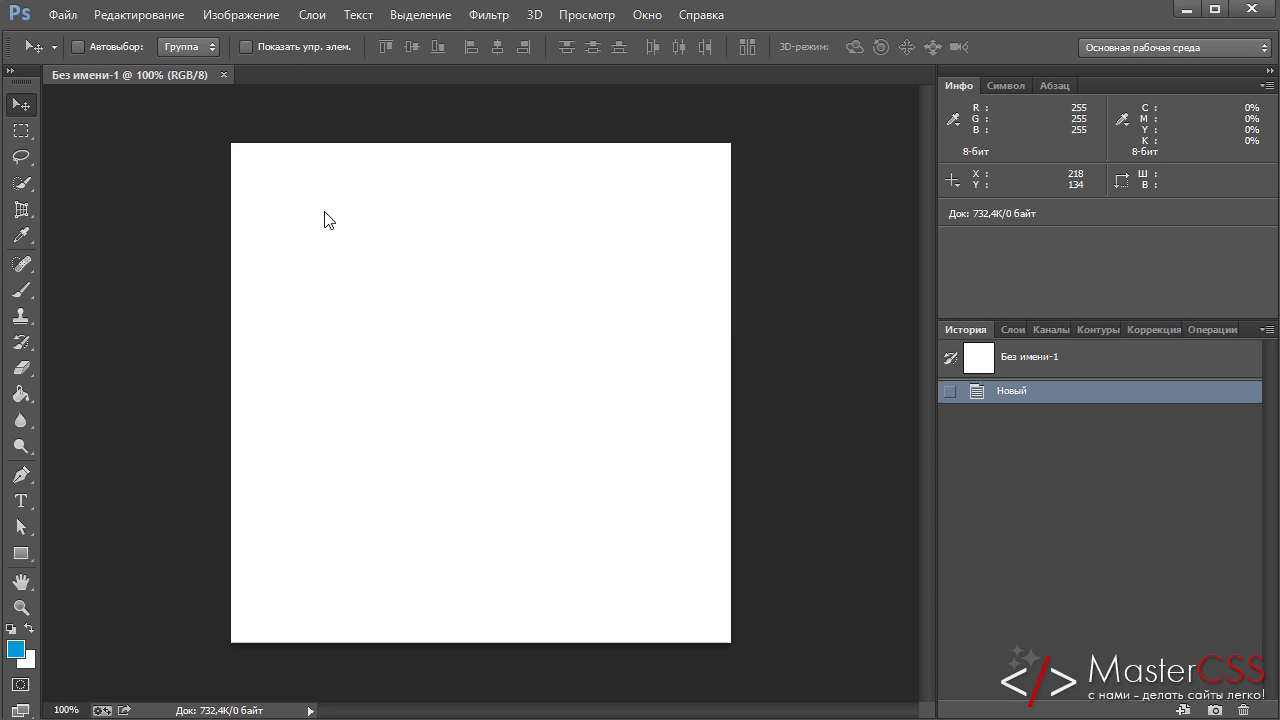 Ps Файл Редактирование Изображение Слои Текст Выделение Фильтр 3D Просмотр Окно Справка
Автовыбор: Группа Показать упр. элем. 3D-режим: Основная рабочая среда
Без имени-1 @ 100% (RGB/8) ×
Инфо Символ Абзац
R : 255 C : 0%
G : 255 M : 0%
B : 255 Y : 0%
K : 0%
8-бит 8-бит
X : 218 Ш :
Y : 134 В :
Док: 732,4K/0 байт
История Слои Каналы Контуры Коррекция Операции
Без имени-1
Новый
T
</> MasterCSS
с нами - делать сайты легко!
100% Док: 732,4K/0 байт